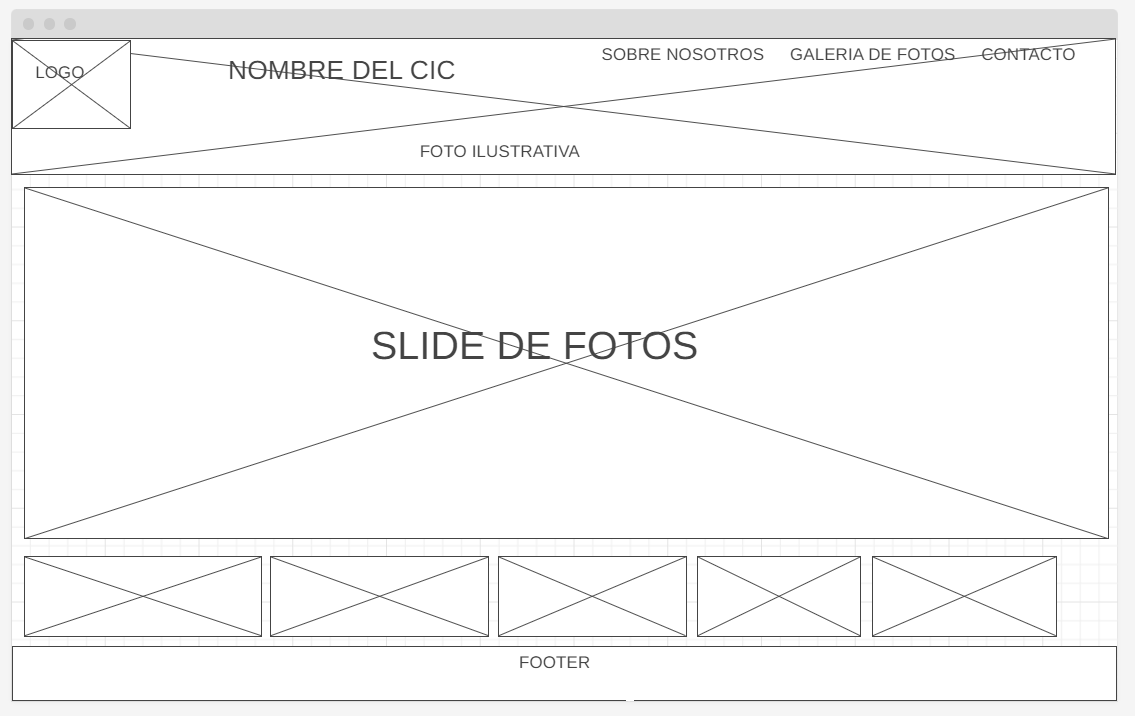 LOGO
NOMBRE DEL CIC
SOBRE NOSOTROS
GALERIA DE FOTOS
CONTACTO
FOTO ILUSTRATIVA
SLIDE DE FOTOS
FOOTER